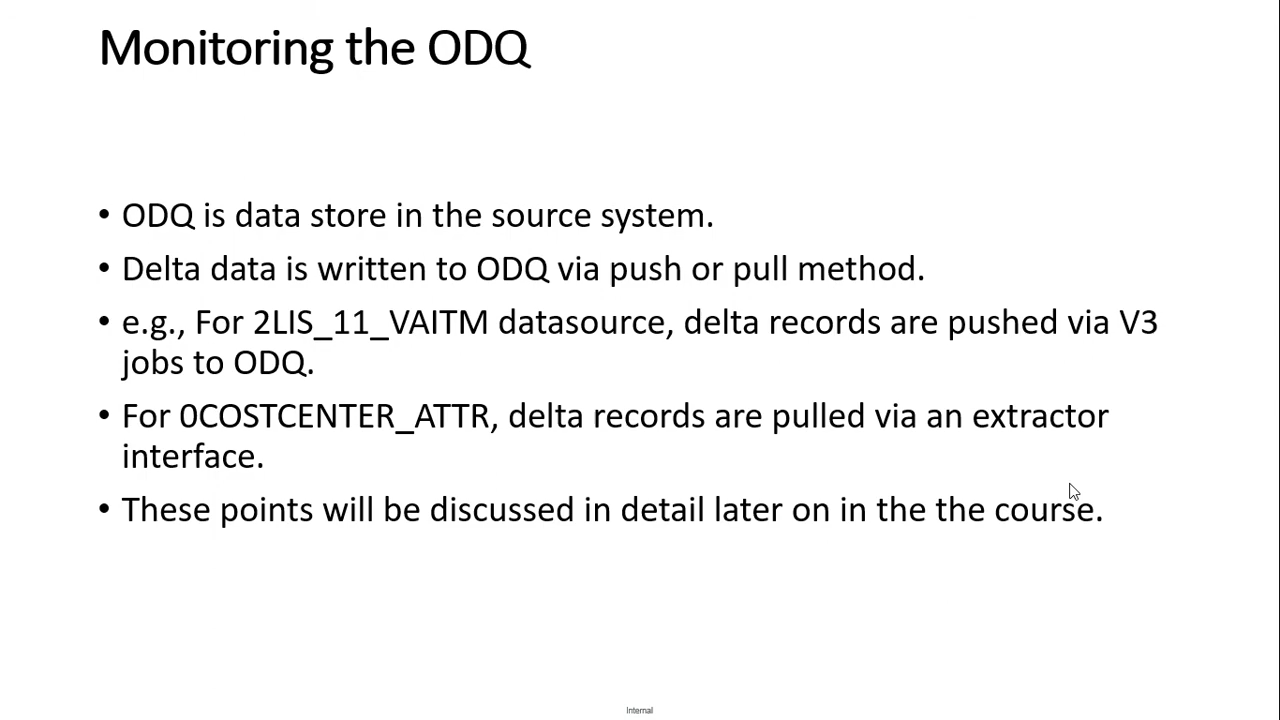 Monitoring the ODQ
• ODQ is data store in the source system.
• Delta data is written to ODQ via push or pull method.
• e.g., For 2LIS_11_VAITM datasource, delta records are pushed via V3
jobs to ODQ.
• For 0COSTCENTER_ATTR, delta records are pulled via an extractor
interface.
• These points will be discussed in detail later on in the the course.
Internal